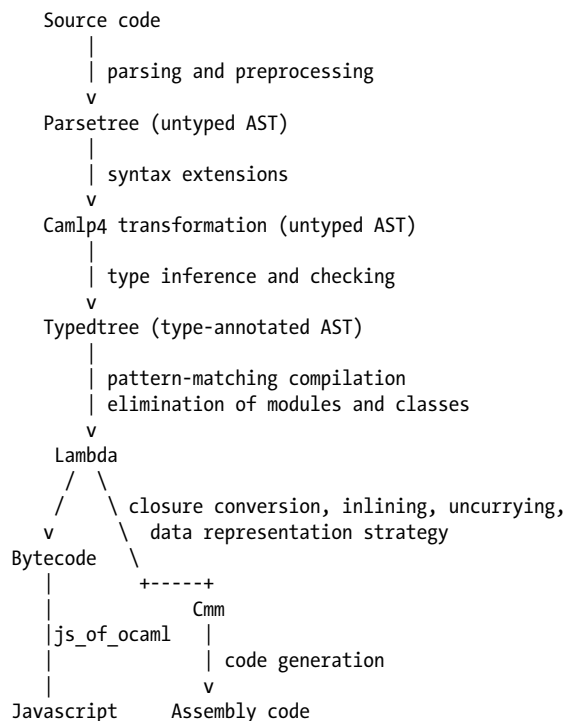 Source code
parsing and preprocessing
Parsetree (untyped AST)
syntax extensions
Camlp4 transformation (untyped AST)
type inference and checking
Typedtree (type-annotated AST)
pattern-matching compilation
elimination of modules and classes
Lambda
closure conversion, inlining, uncurrying,
data representation strategy
Bytecode
Cmm
js_of_ocaml
code generation
Javascript Assembly code